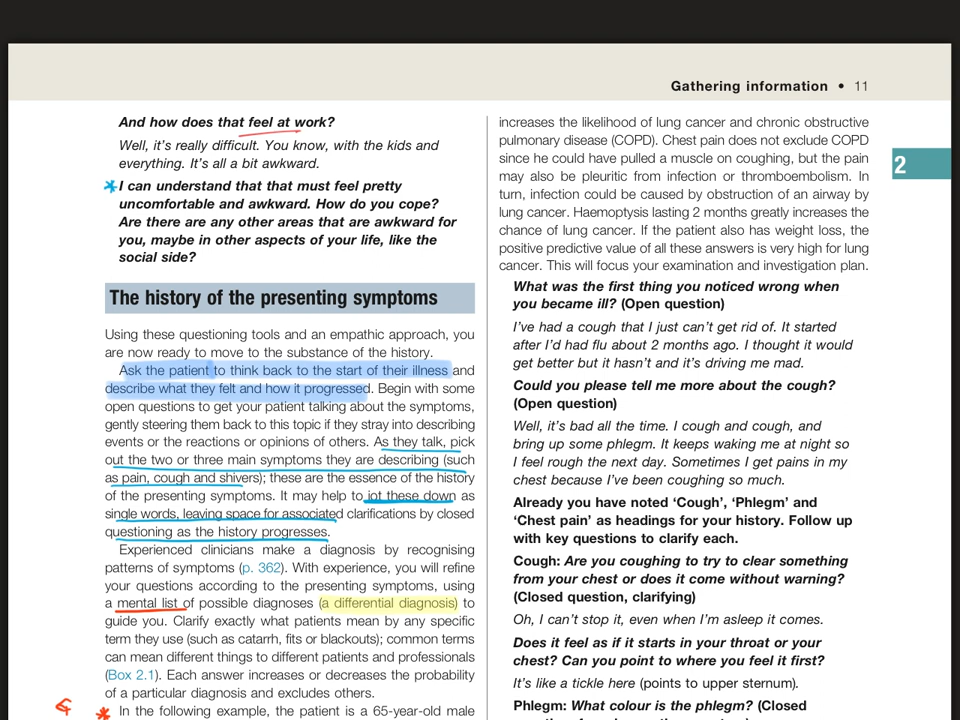 Gathering information • 11
And how does that feel at work?
Well, it's really difficult. You know, with the kids and
everything. It's all a bit awkward.
I can understand that that must feel pretty
uncomfortable and awkward. How do you cope?
Are there any other areas that are awkward for
you, maybe in other aspects of your life, like the
social side?
The history of the presenting symptoms
Using these questioning tools and an empathic approach, you
are now ready to move to the substance of the history.
Ask the patient to think back to the start of their illness and
describe what they felt and how it progressed. Begin with some
open questions to get your patient talking about the symptoms,
gently steering them back to this topic if they stray into describing
events or the reactions or opinions of others. As they talk, pick
out the two or three main symptoms they are describing (such
as pain, cough and shivers); these are the essence of the history
of the presenting symptoms. It may help to jot these down as
single words, leaving space for associated clarifications by closed
questioning as the history progresses.
Experienced clinicians make a diagnosis by recognising
patterns of symptoms (p. 362). With experience, you will refine
your questions according to the presenting symptoms, using
a mental list of possible diagnoses (a differential diagnosis) to
guide you. Clarify exactly what patients mean by any specific
term they use (such as catarrh, fits or blackouts); common terms
can mean different things to different patients and professionals
(Box 2.1). Each answer increases or decreases the probability
of a particular diagnosis and excludes others.
In the following example, the patient is a 65-year-old male
increases the likelihood of lung cancer and chronic obstructive
pulmonary disease (COPD). Chest pain does not exclude COPD
since he could have pulled a muscle on coughing, but the pain
may also be pleuritic from infection or thromboembolism. In
turn, infection could be caused by obstruction of an airway by
lung cancer. Haemoptysis lasting 2 months greatly increases the
chance of lung cancer. If the patient also has weight loss, the
positive predictive value of all these answers is very high for lung
cancer. This will focus your examination and investigation plan.
What was the first thing you noticed wrong when
you became ill? (Open question)
I've had a cough that I just can't get rid of. It started
after I'd had flu about 2 months ago. I thought it would
get better but it hasn't and it's driving me mad.
Could you please tell me more about the cough?
(Open question)
Well, it's bad all the time. I cough and cough, and
bring up some phlegm. It keeps waking me at night so
I feel rough the next day. Sometimes I get pains in my
chest because I've been coughing so much.
Already you have noted 'Cough', 'Phlegm' and
'Chest pain' as headings for your history. Follow up
with key questions to clarify each.
Cough: Are you coughing to try to clear something
from your chest or does it come without warning?
(Closed question, clarifying)
Oh, I can't stop it, even when I'm asleep it comes.
Does it feel as if it starts in your throat or your
chest? Can you point to where you feel it first?
It's like a tickle here (points to upper sternum).
Phlegm: What colour is the phlegm? (Closed
2